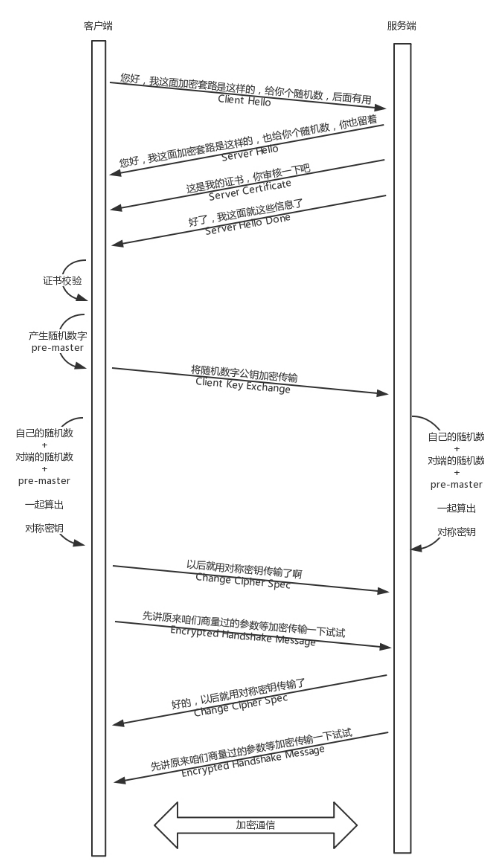 客户端
服务端
您好，我这面加密套路是这样的，给你个随机数，后面有用
Client Hello
您好，我这面加密套路是这样的，也给你个随机数，你也留着
Server Hello
这是我的证书，你审核一下吧
Server Certificate
好了，我这面就这些信息了
Server Hello Done
证书校验
产生随机数字
pre-master
将随机数字公钥加密传输
Client Key Exchange
自己的随机数
+
对端的随机数
+
pre-master
一起算出
对称密钥
自己的随机数
+
对端的随机数
+
pre-master
一起算出
对称密钥
以后就用对称密钥传输了啊
Change Cipher Spec
先讲原来咱们商量过的参数等加密传输一下试试
Encrypted Handshake Message
好的，以后就用对称密钥传输了
Change Cipher Spec
先讲原来咱们商量过的参数等加密传输一下试试
Encrypted Handshake Message
加密通信